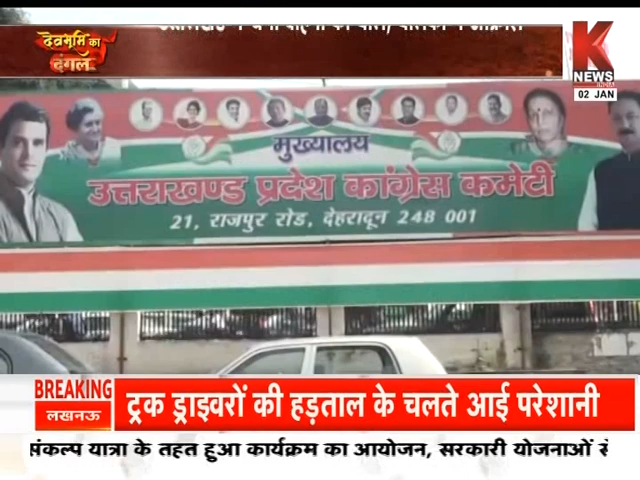 देवभूमि का
दंगल
K
NEWS
02 JAN
मुख्यालय
उत्तराखण्ड प्रदेश कांग्रेस कमेटी
21, राजपुर रोड, देहरादून 248 001
BREAKING
लखनऊ
ट्रक ड्राइवरों की हड़ताल के चलते आई परेशानी
संकल्प यात्रा के तहत हुआ कार्यक्रम का आयोजन, सरकारी योजनाओं से